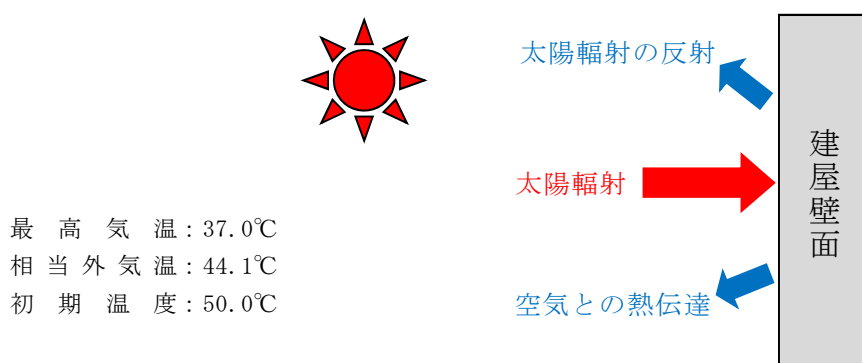 太陽輻射の反射
太陽輻射
空気との熱伝達
建屋壁面
最高気温:37.0℃
相当外気温:44.1℃
初期温度:50.0℃